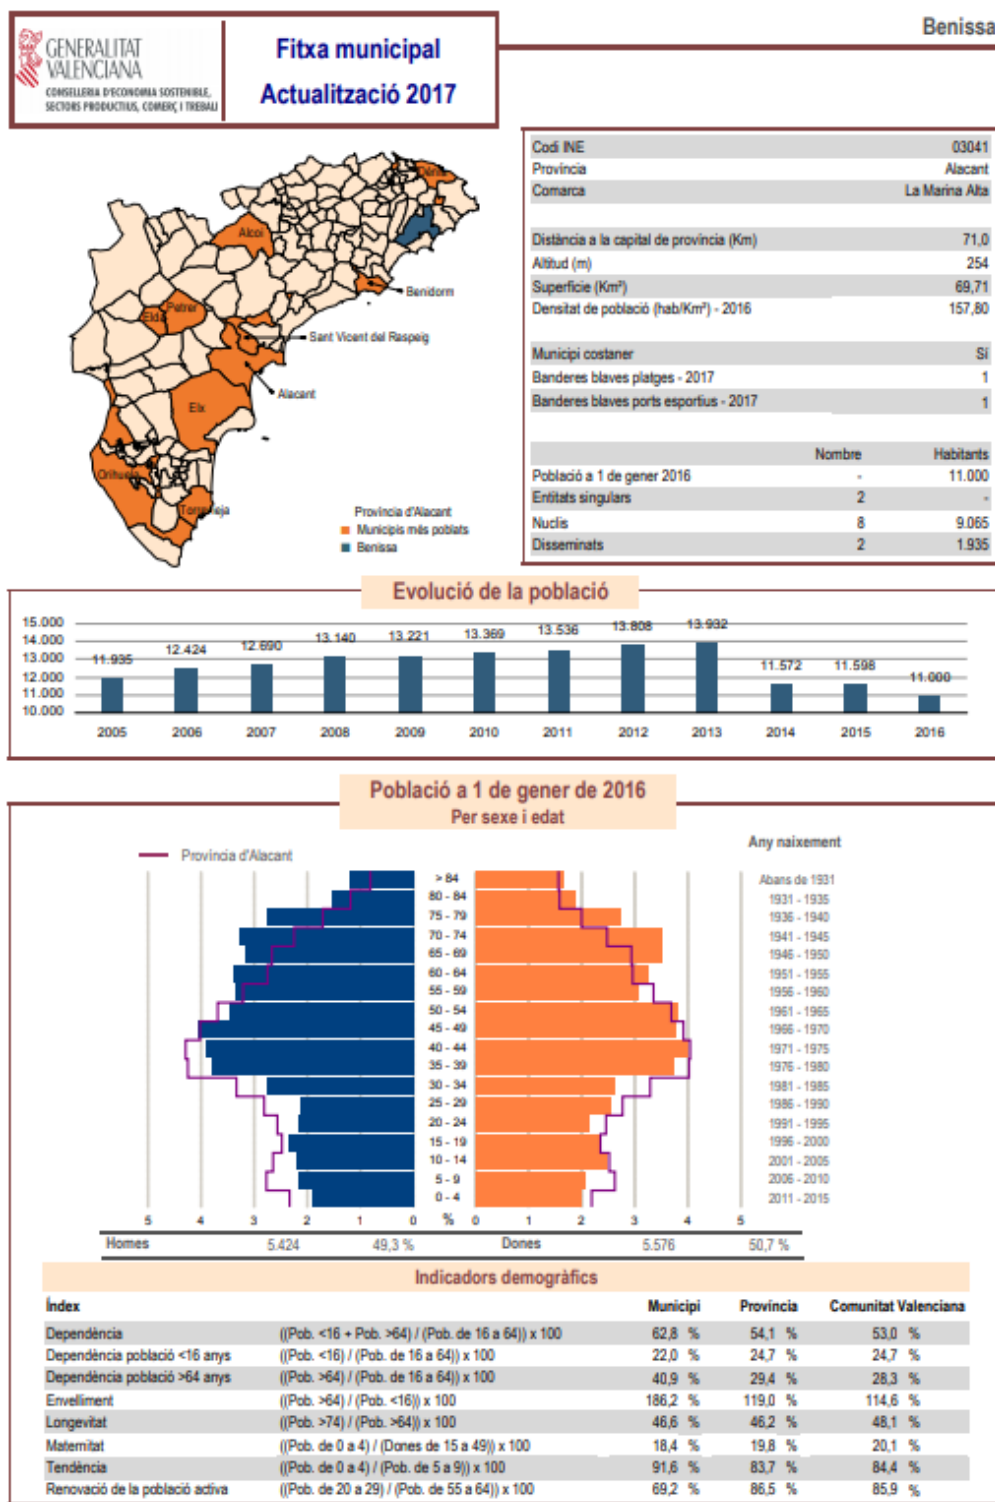 Benissa
GENERALITAT
VALENCIANA
CONSELLERIA D'ECONOMIA SOSTENIBLE,
SECTORS PRODUCTIUS, COMERÇ I TREBALL
Fitxa municipal
Actualització 2017
Codi INE 03041
Província Alacant
Comarca La Marina Alta
Distància a la capital de província (Km) 71,0
Altitud (m) 254
Superfície (Km²) 69,71
Densitat de població (hab/Km²) - 2016 157,80
Municipi costaner Sí
Banderes blaves platges - 2017 1
Banderes blaves ports esportius - 2017 1
Nombre Habitants
Població a 1 de gener 2016 - 11.000
Entitats singulars 2 -
Nuclis 8 9.065
Disseminats 2 1.935
Dénia
Alcoi
Benidorm
Petrer
Elda
Sant Vicent del Raspeig
Alacant
Elx
Orihuela
Torrevieja
Província d'Alacant
Municipis més poblats
Benissa
Evolució de la població
15.000
14.000
13.000
12.000
11.000
10.000
11.935 12.424 12.690 13.140 13.221 13.369 13.536 13.808 13.932 11.572 11.598 11.000
2005 2006 2007 2008 2009 2010 2011 2012 2013 2014 2015 2016
Població a 1 de gener de 2016
Per sexe i edat
Província d'Alacant
Any naixement
> 84 Abans de 1931
80 - 84 1931 - 1935
75 - 79 1936 - 1940
70 - 74 1941 - 1945
65 - 69 1946 - 1950
60 - 64 1951 - 1955
55 - 59 1956 - 1960
50 - 54 1961 - 1965
45 - 49 1966 - 1970
40 - 44 1971 - 1975
35 - 39 1976 - 1980
30 - 34 1981 - 1985
25 - 29 1986 - 1990
20 - 24 1991 - 1995
15 - 19 1996 - 2000
10 - 14 2001 - 2005
5 - 9 2006 - 2010
0 - 4 2011 - 2015
5 4 3 2 1 0 % 0 1 2 3 4 5
Homes 5.424 49,3 % Dones 5.576 50,7 %
Indicadors demogràfics
Índex Municipi Província Comunitat Valenciana
Dependència ((Pob. <16 + Pob. >64) / (Pob. de 16 a 64)) x 100 62,8 % 54,1 % 53,0 %
Dependència població <16 anys ((Pob. <16) / (Pob. de 16 a 64)) x 100 22,0 % 24,7 % 24,7 %
Dependència població >64 anys ((Pob. >64) / (Pob. de 16 a 64)) x 100 40,9 % 29,4 % 28,3 %
Envelliment ((Pob. >64) / (Pob. <16)) x 100 186,2 % 119,0 % 114,6 %
Longevitat ((Pob. >74) / (Pob. >64)) x 100 46,6 % 46,2 % 48,1 %
Maternitat ((Pob. de 0 a 4) / (Dones de 15 a 49)) x 100 18,4 % 19,8 % 20,1 %
Tendència ((Pob. de 0 a 4) / (Pob. de 5 a 9)) x 100 91,6 % 83,7 % 84,4 %
Renovació de la població activa ((Pob. de 20 a 29) / (Pob. de 55 a 64)) x 100 69,2 % 86,5 % 85,9 %